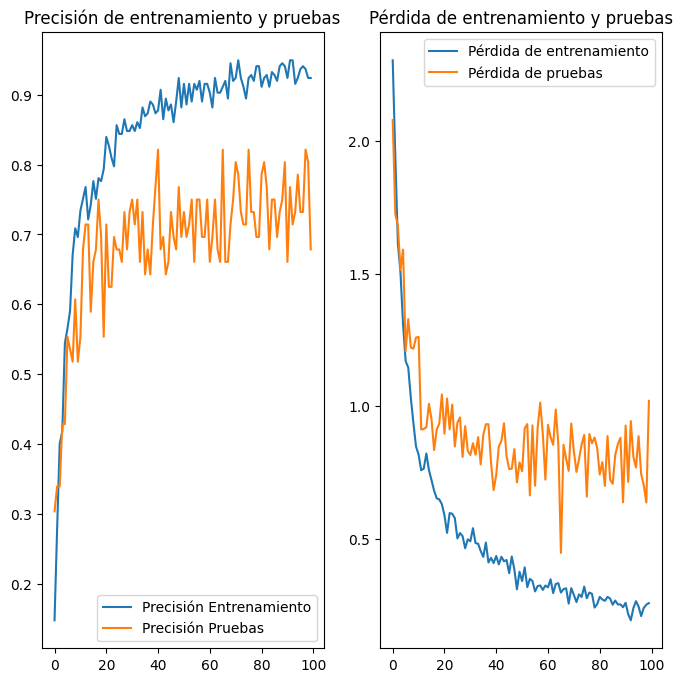 Precisión de entrenamiento y pruebas
0.9
0.8
0.7
0.6
0.5
0.4
0.3
0.2
0 20 40 60 80 100
Precisión Entrenamiento
Precisión Pruebas
Pérdida de entrenamiento y pruebas
Pérdida de entrenamiento
Pérdida de pruebas
2.0
1.5
1.0
0.5
0 20 40 60 80 100